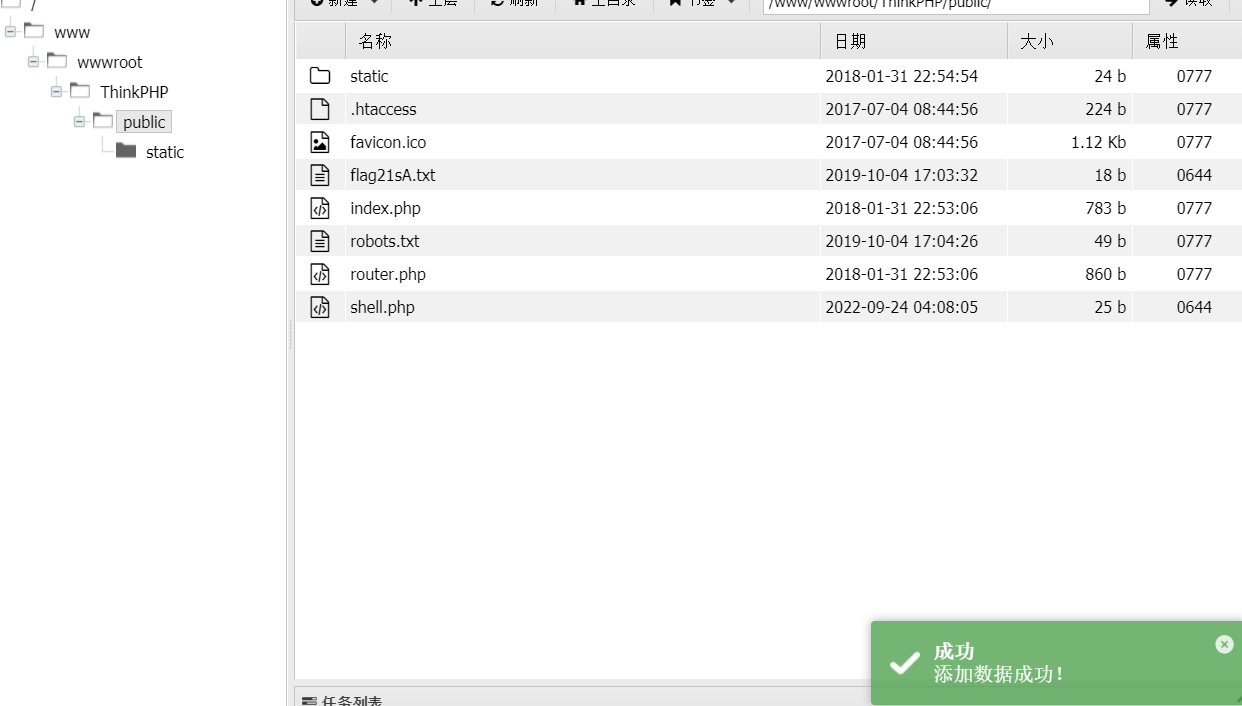 /
www
wwwroot
ThinkPHP
public
static
新建 上层 刷新 主目录 书签 /www/wwwroot/ThinkPHP/public/ 读取
名称 日期 大小 属性
static 2018-01-31 22:54:54 24 b 0777
.htaccess 2017-07-04 08:44:56 224 b 0777
favicon.ico 2017-07-04 08:44:56 1.12 Kb 0777
flag21sA.txt 2019-10-04 17:03:32 18 b 0644
index.php 2018-01-31 22:53:06 783 b 0777
robots.txt 2019-10-04 17:04:26 49 b 0777
router.php 2018-01-31 22:53:06 860 b 0777
shell.php 2022-09-24 04:08:05 25 b 0644
成功
添加数据成功!
任务列表